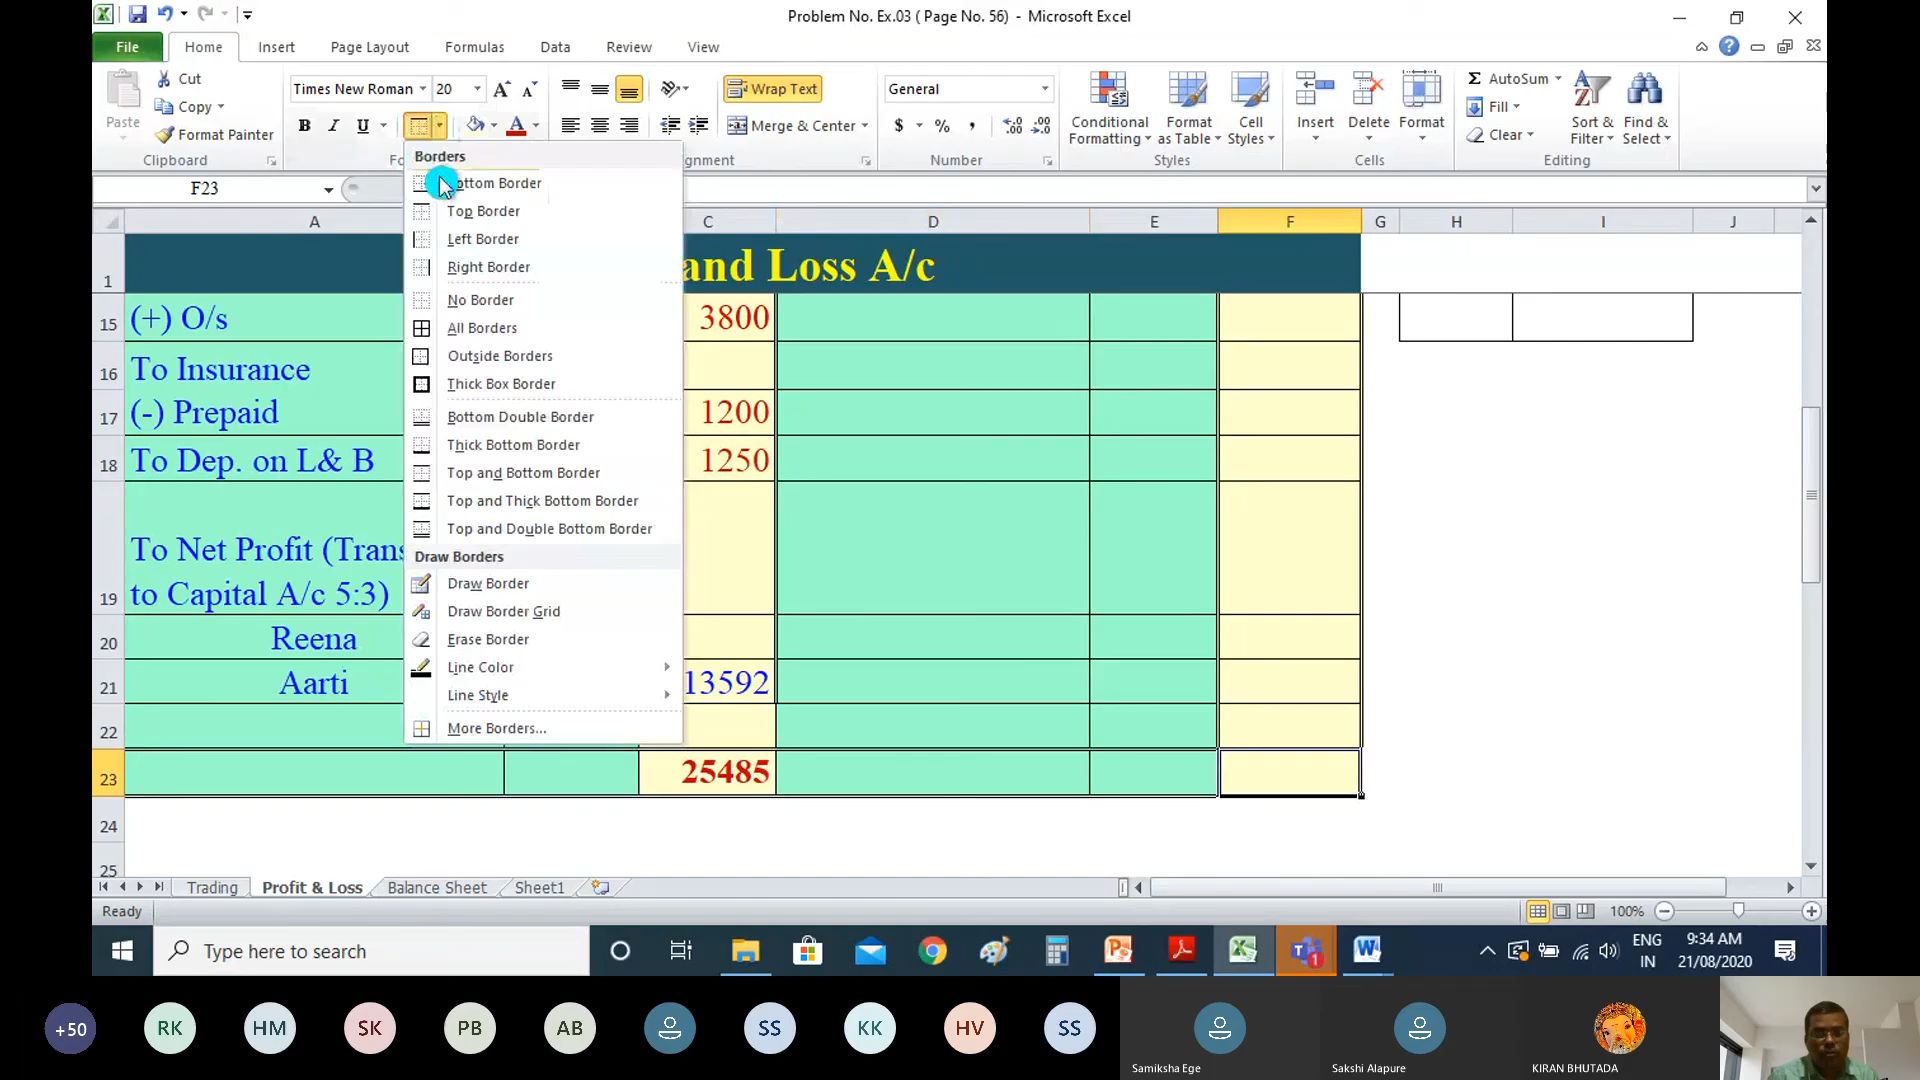 Problem No. Ex.03 ( Page No. 56) - Microsoft Excel
File Home Insert Page Layout Formulas Data Review View
Cut
Copy
Format Painter
Paste
Clipboard
Times New Roman 20
B I U
Wrap Text
Merge & Center
General
$ % ,
Number
Conditional Formatting
Format as Table
Cell Styles
Styles
Insert Delete Format
Cells
AutoSum
Fill
Clear
Sort & Filter
Find & Select
Editing
F23
Borders
Bottom Border
Top Border
Left Border
Right Border
No Border
All Borders
Outside Borders
Thick Box Border
Bottom Double Border
Thick Bottom Border
Top and Bottom Border
Top and Thick Bottom Border
Top and Double Bottom Border
Draw Borders
Draw Border
Draw Border Grid
Erase Border
Line Color
Line Style
More Borders...
A C D E F G H I J
1 and Loss A/c
15 (+) O/s 3800
16 To Insurance
17 (-) Prepaid 1200
18 To Dep. on L& B 1250
To Net Profit (Trans
19 to Capital A/c 5:3)
20 Reena
21 Aarti 13592
22
23 25485
24
25
Trading Profit & Loss Balance Sheet Sheet1
Ready 100%
Type here to search
ENG
IN
9:34 AM
21/08/2020
1
+50 RK HM SK PB AB SS KK HV SS
Samiksha Ege Sakshi Alapure KIRAN BHUTADA